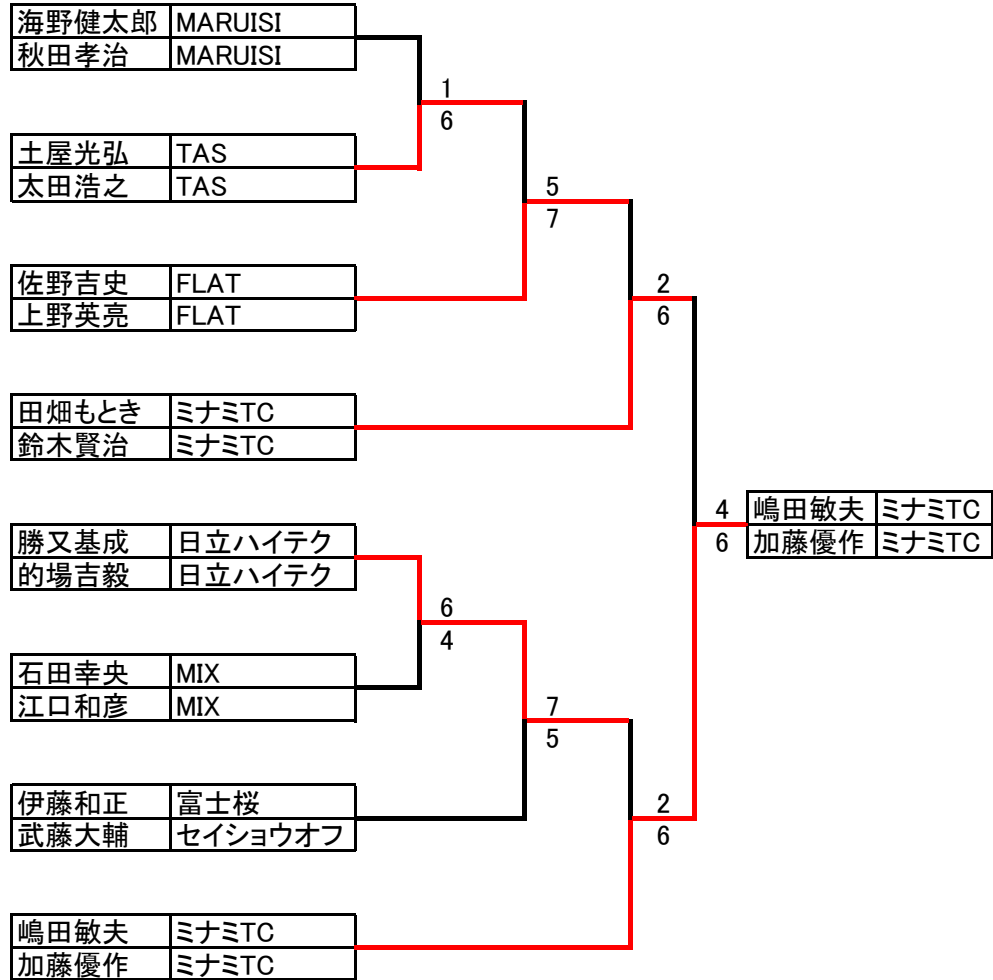 海野健太郎 MARUISI
秋田孝治 MARUISI
1
6
土屋光弘 TAS
太田浩之 TAS
5
7
佐野吉史 FLAT
上野英亮 FLAT
2
6
田畑もとき ミナミTC
鈴木賢治 ミナミTC
4 嶋田敏夫 ミナミTC
6 加藤優作 ミナミTC
勝又基成 日立ハイテク
的場吉毅 日立ハイテク
6
4
石田幸央 MIX
江口和彦 MIX
7
5
伊藤和正 富士桜
武藤大輔 セイショウオフ
2
6
嶋田敏夫 ミナミTC
加藤優作 ミナミTC